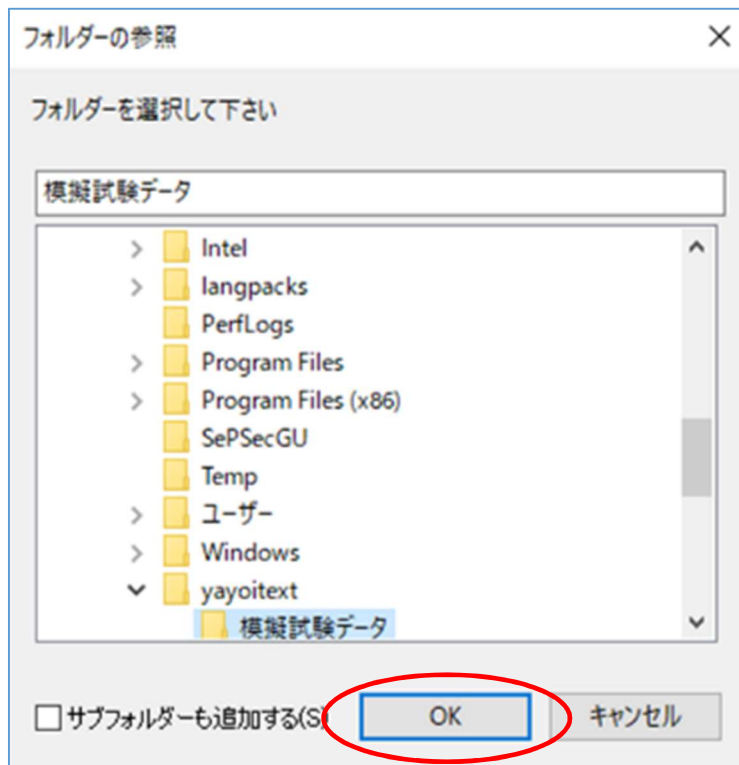 フォルダーの参照
フォルダーを選択して下さい
模擬試験データ
Intel
langpacks
PerfLogs
Program Files
Program Files (x86)
SePSecGU
Temp
ユーザー
Windows
yayoitext
模擬試験データ
サブフォルダーも追加する(S) OK キャンセル